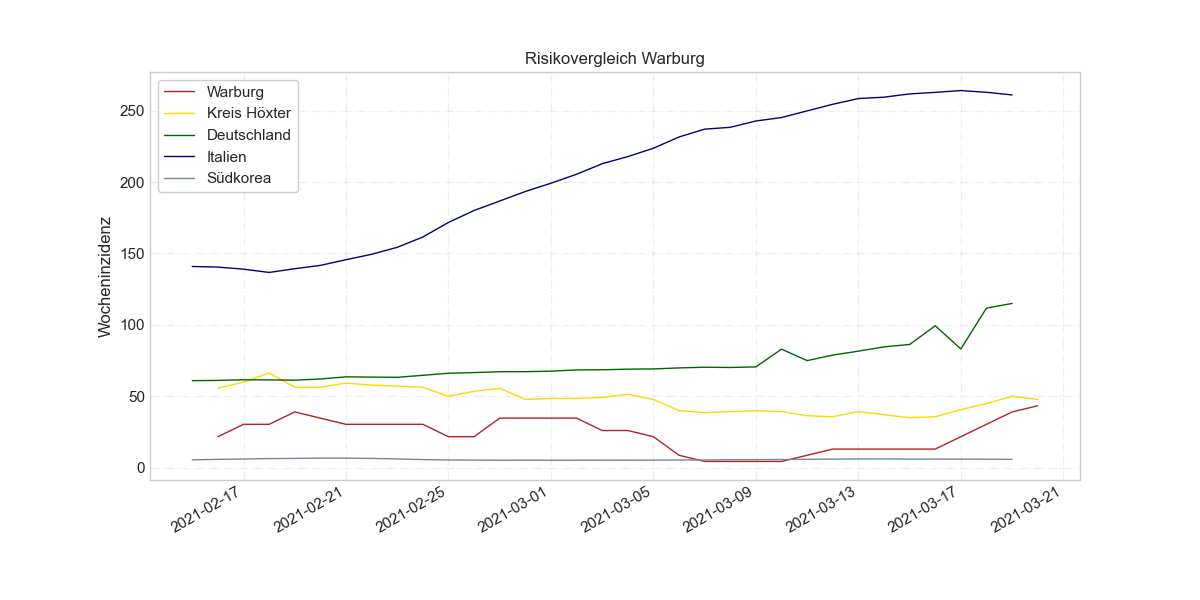 Risikovergleich Warburg
Warburg
Kreis Höxter
Deutschland
Italien
Südkorea
Wocheninzidenz
250
200
150
100
50
0
2021-02-17
2021-02-21
2021-02-25
2021-03-01
2021-03-05
2021-03-09
2021-03-13
2021-03-17
2021-03-21